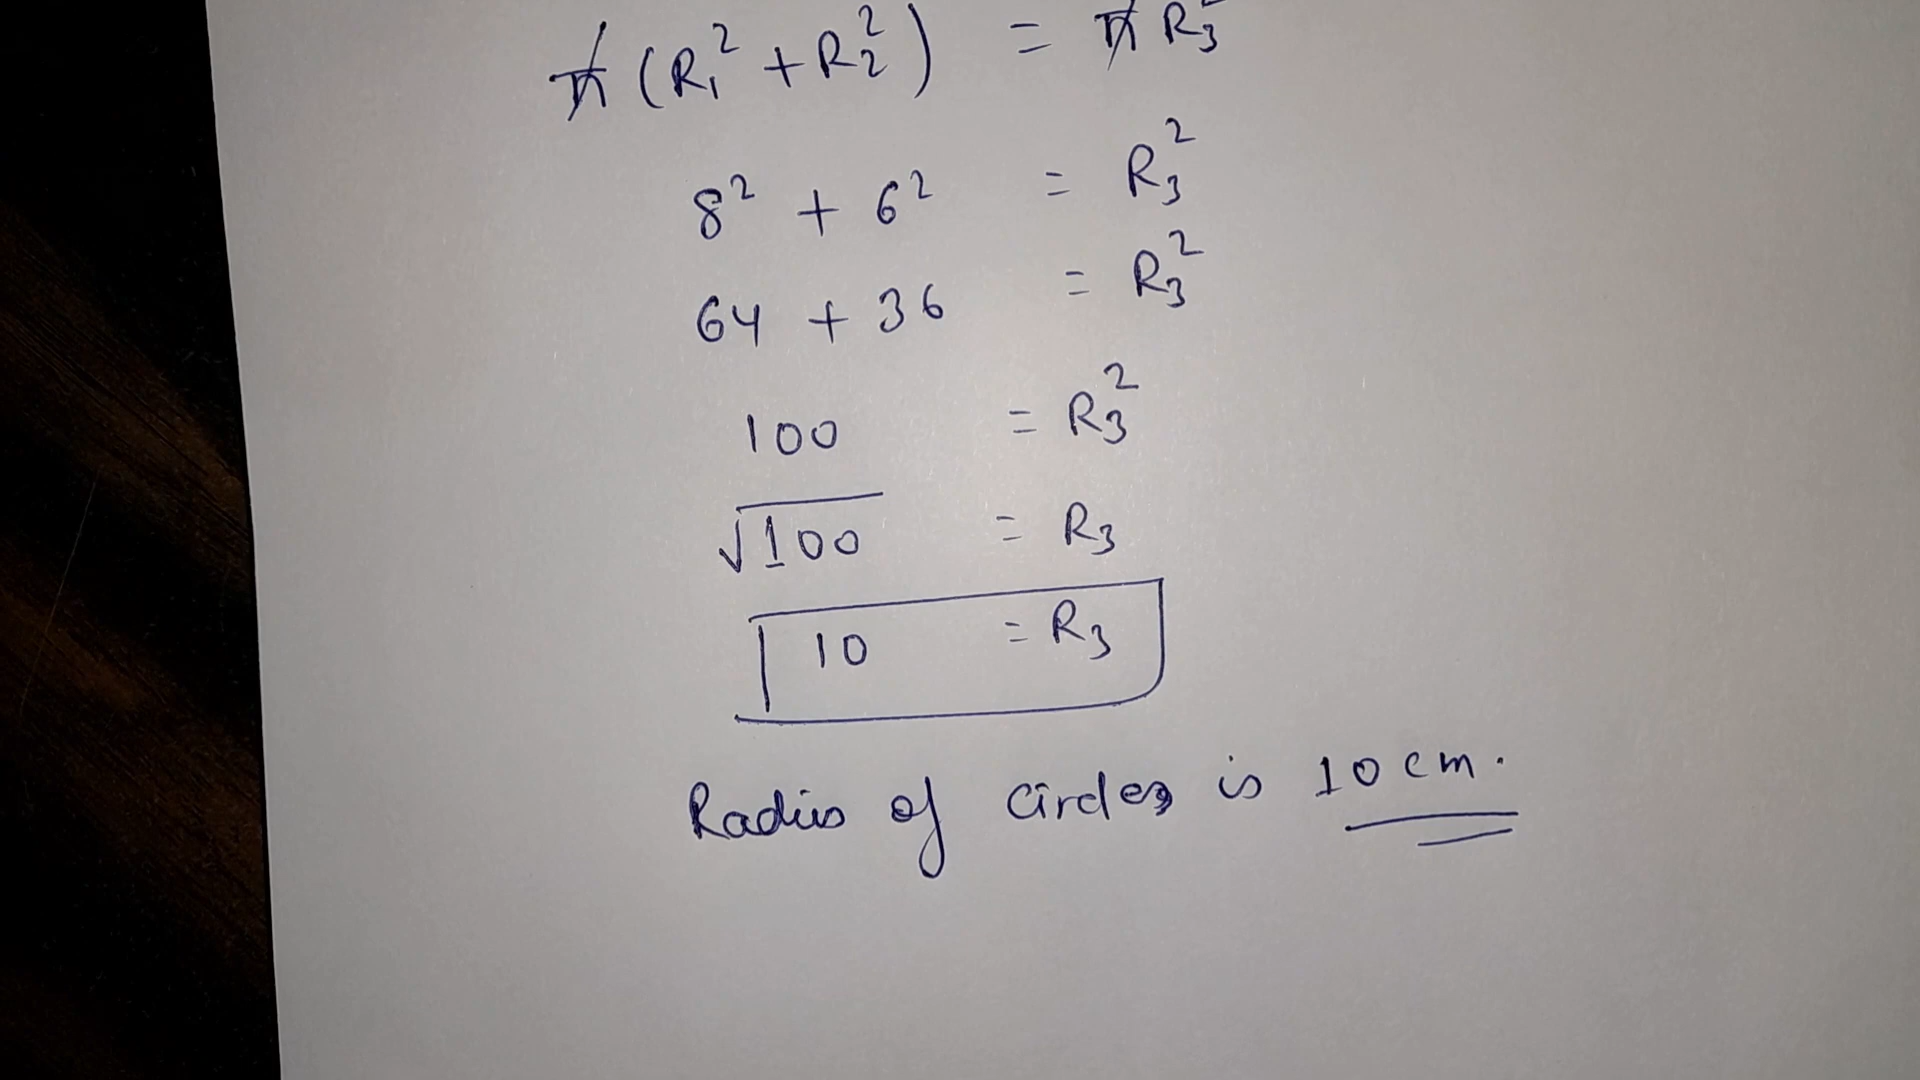 π (R₁² + R₂²) = π R₃²
8² + 6² = R₃²
64 + 36 = R₃²
100 = R₃²
√100 = R₃
10 = R₃
Radius of circle is 10 cm.